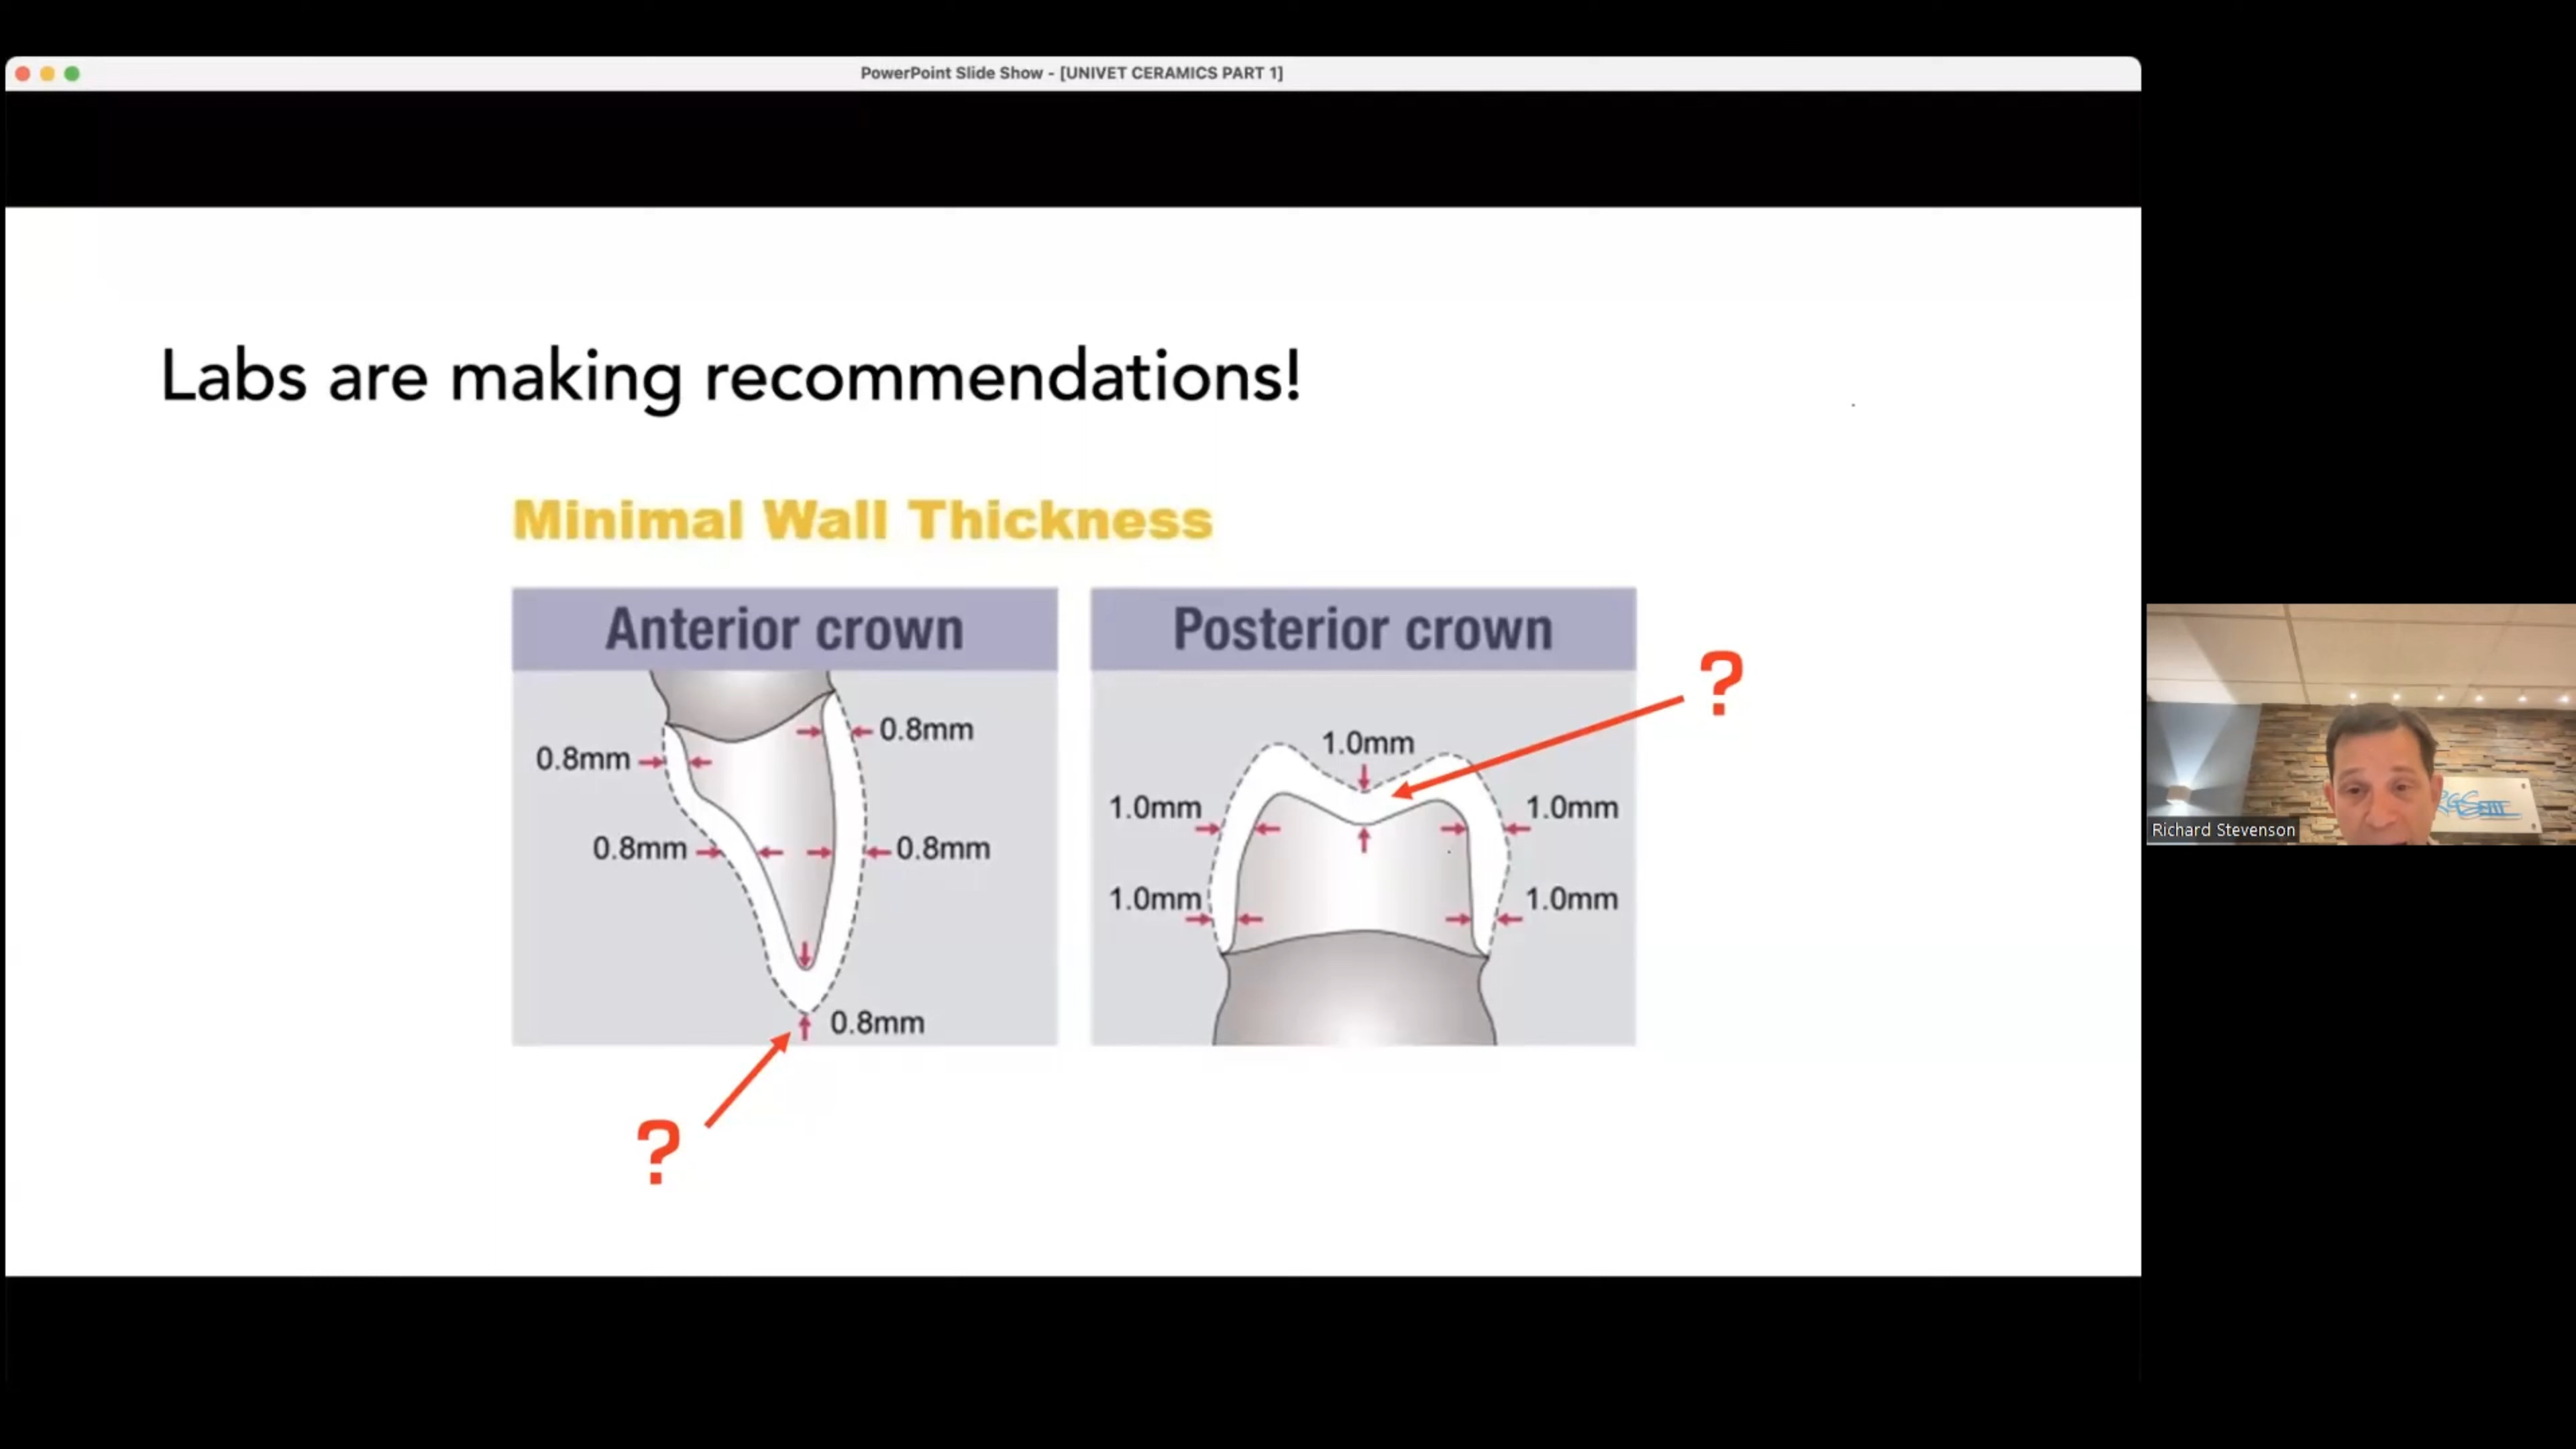 PowerPoint Slide Show - [UNIVET CERAMICS PART 1]
Labs are making recommendations!
Minimal Wall Thickness
Anterior crown
0.8mm
0.8mm
0.8mm
0.8mm
0.8mm
?
Posterior crown
1.0mm
1.0mm
1.0mm
1.0mm
1.0mm
?
Richard Stevenson